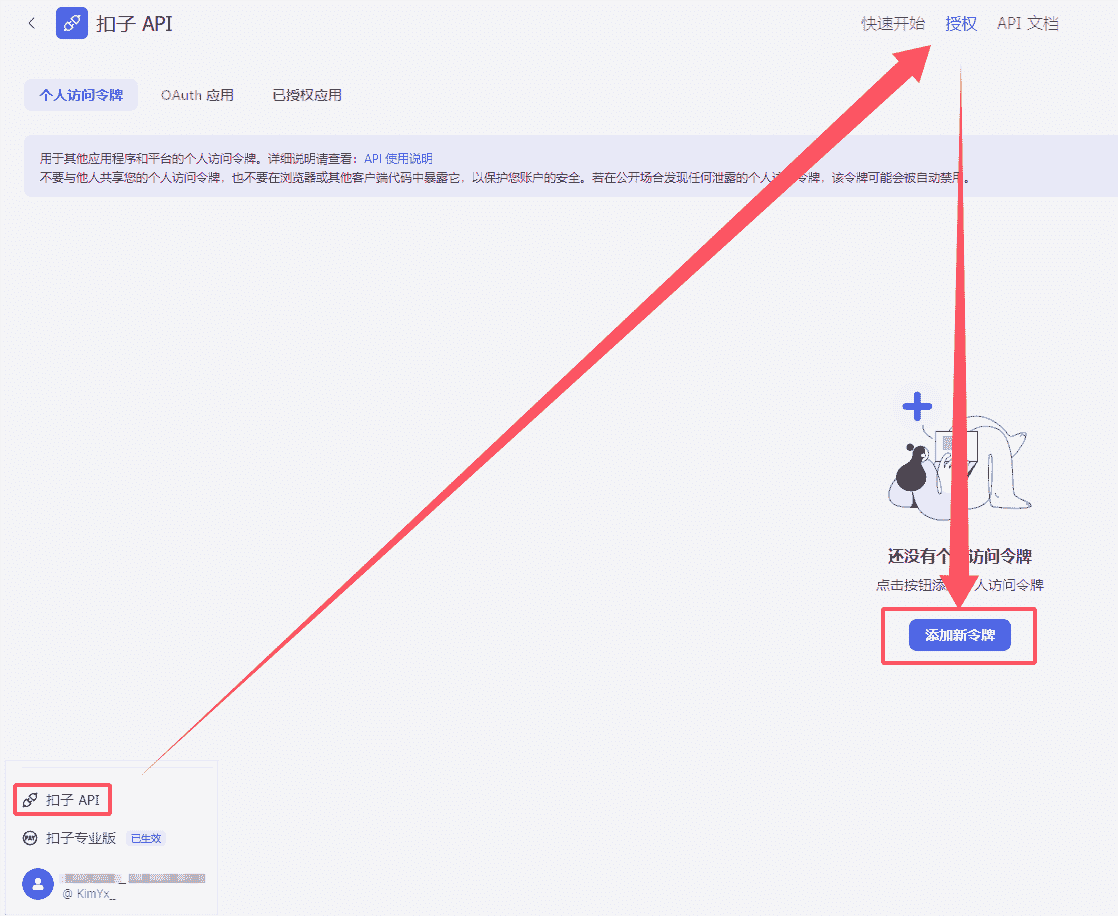 扣子 API
快速开始 授权 API 文档
个人访问令牌 OAuth 应用 已授权应用
用于其他应用程序和平台的个人访问令牌。详细说明请查看：API 使用说明
不要与他人共享您的个人访问令牌，也不要在浏览器或其他客户端代码中暴露它，以保护您账户的安全。若在公开场合发现任何泄露的个人访问令牌，该令牌可能会被自动禁用。
还没有个人访问令牌
点击按钮添加个人访问令牌
添加新令牌
扣子 API
扣子专业版 已生效
@ KimYx_